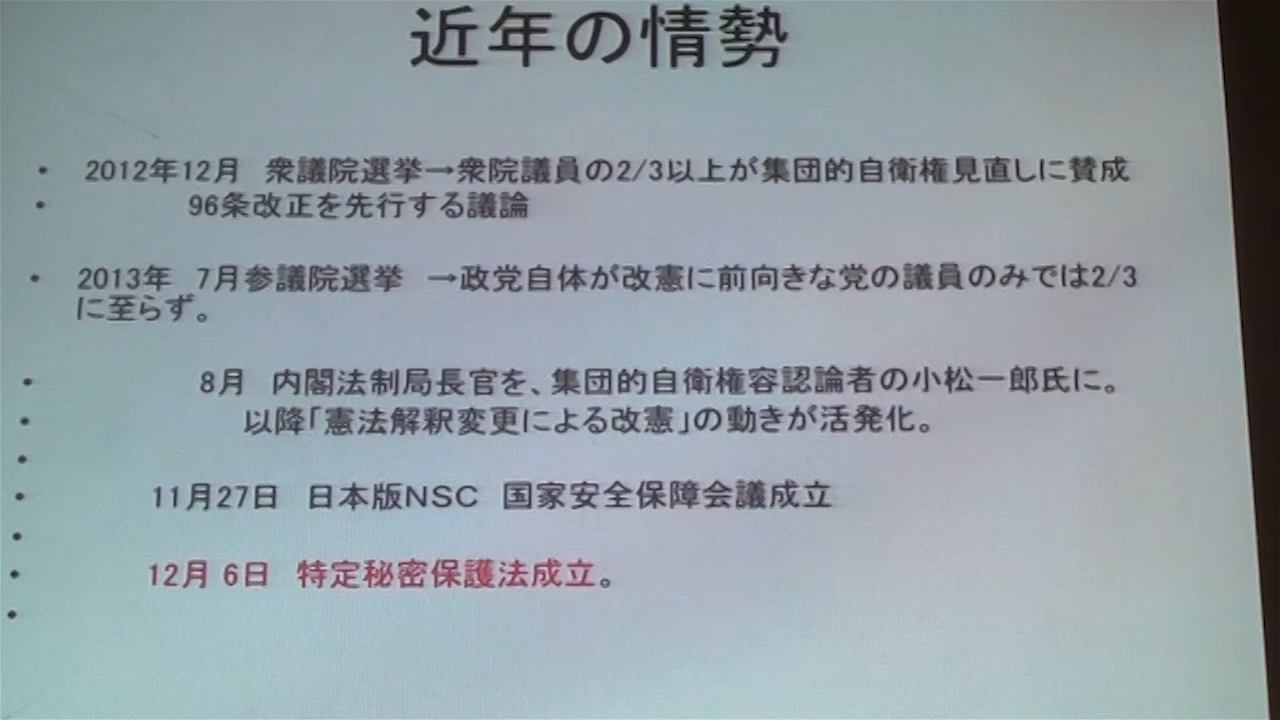 近年の情勢
• 2012年12月 衆議院選挙→衆院議員の2/3以上が集団的自衛権見直しに賛成
• 96条改正を先行する議論
• 2013年 7月参議院選挙 →政党自体が改憲に前向きな党の議員のみでは2/3
に至らず。
• 8月 内閣法制局長官を、集団的自衛権容認論者の小松一郎氏に。
• 以降「憲法解釈変更による改憲」の動きが活発化。
•
• 11月27日 日本版NSC 国家安全保障会議成立
•
• 12月 6日 特定秘密保護法成立。
•